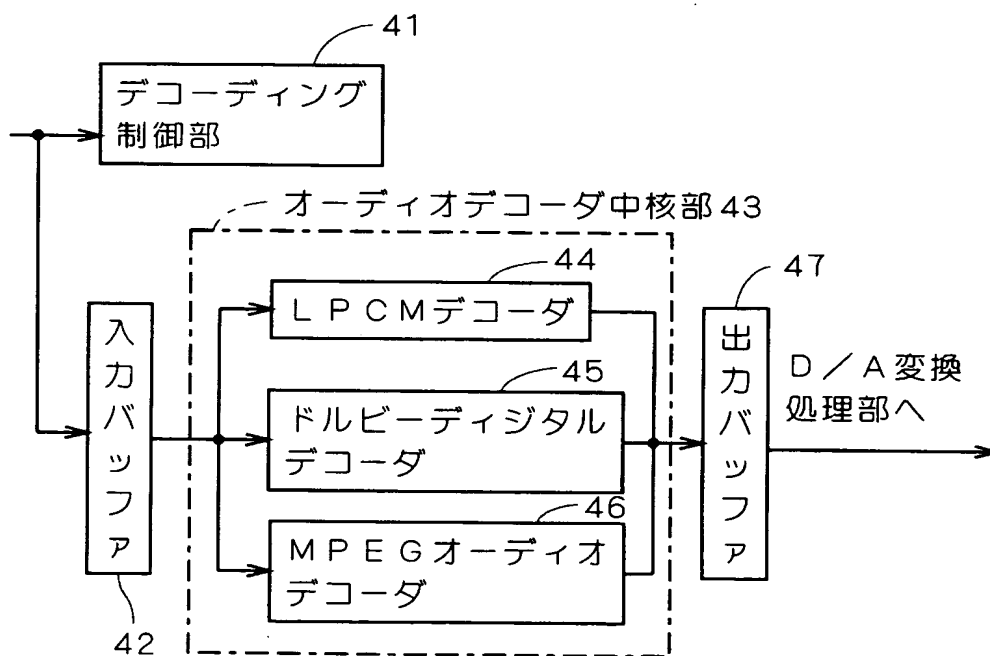 41
デコーディング
制御部
オーディオデコーダ中核部43
44
LPCMデコーダ
45
ドルビーディジタル
デコーダ
46
MPEGオーディオ
デコーダ
入力バッファ
42
47
出力バッファ
D/A変換
処理部へ